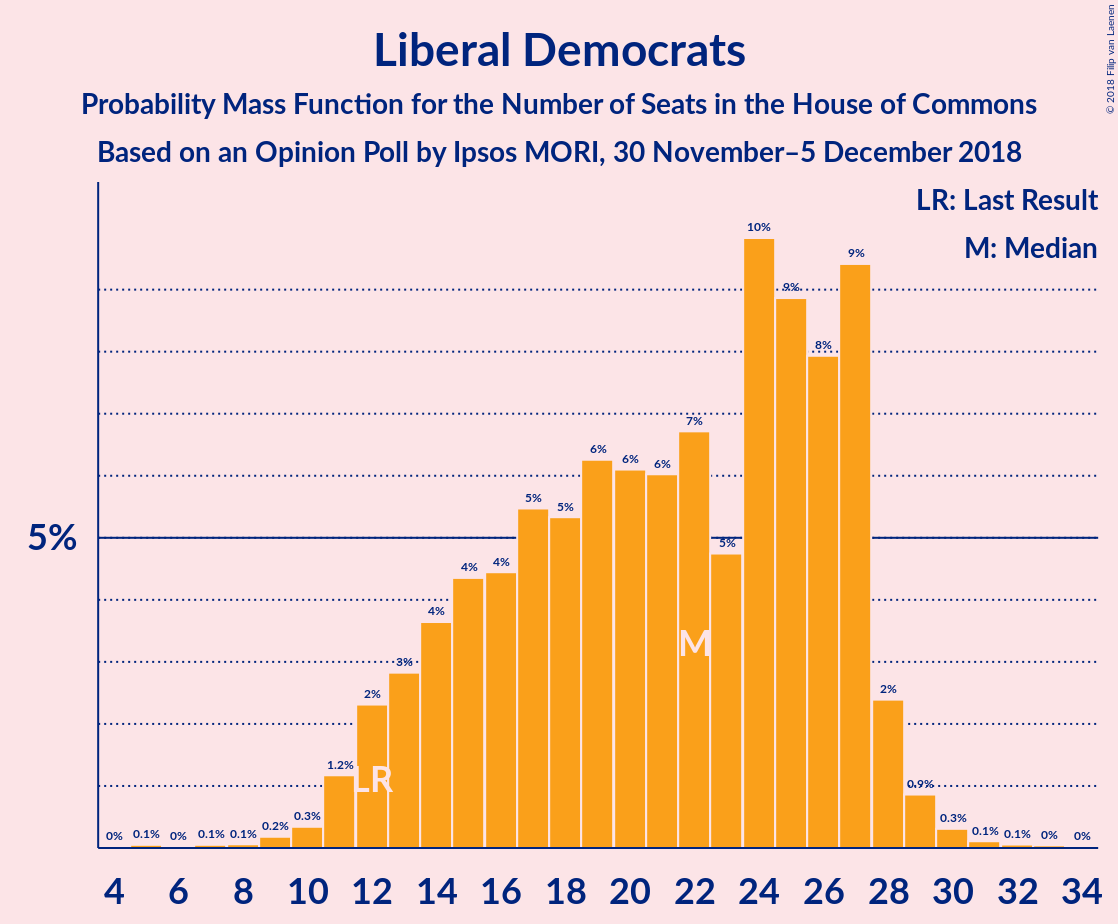 Liberal Democrats
Probability Mass Function for the Number of Seats in the House of Commons
Based on an Opinion Poll by Ipsos MORI, 30 November–5 December 2018
© 2018 Filip van Laenen
LR: Last Result
M: Median
5%
0% 0.1% 0% 0.1% 0.1% 0.2% 0.3% 1.2% 2% 3% 4% 4% 4% 5% 5% 6% 6% 6% 7% 5% 10% 9% 8% 9% 2% 0.9% 0.3% 0.1% 0.1% 0% 0%
LR
M
4 6 8 10 12 14 16 18 20 22 24 26 28 30 32 34